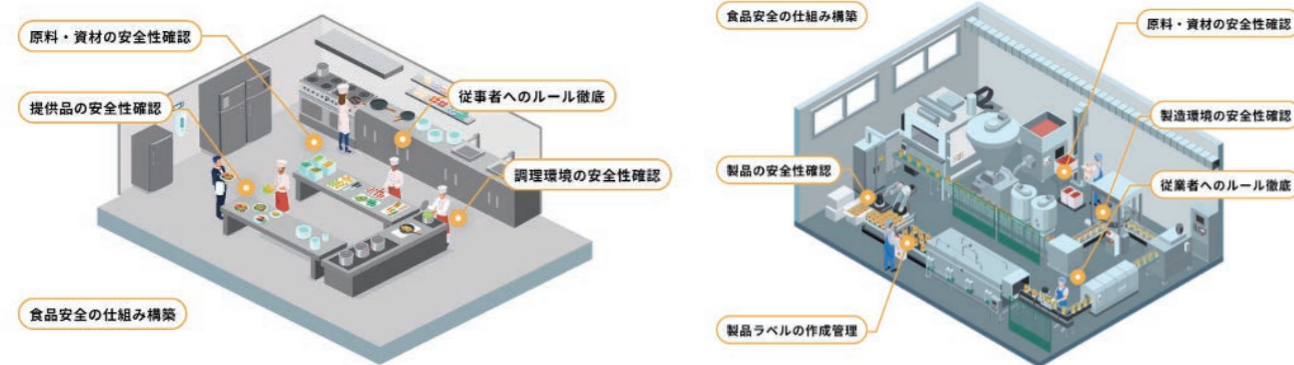 原料・資材の安全性確認
提供品の安全性確認
従事者へのルール徹底
調理環境の安全性確認
食品安全の仕組み構築
食品安全の仕組み構築
原料・資材の安全性確認
製造環境の安全性確認
製品の安全性確認
従業者へのルール徹底
製品ラベルの作成管理